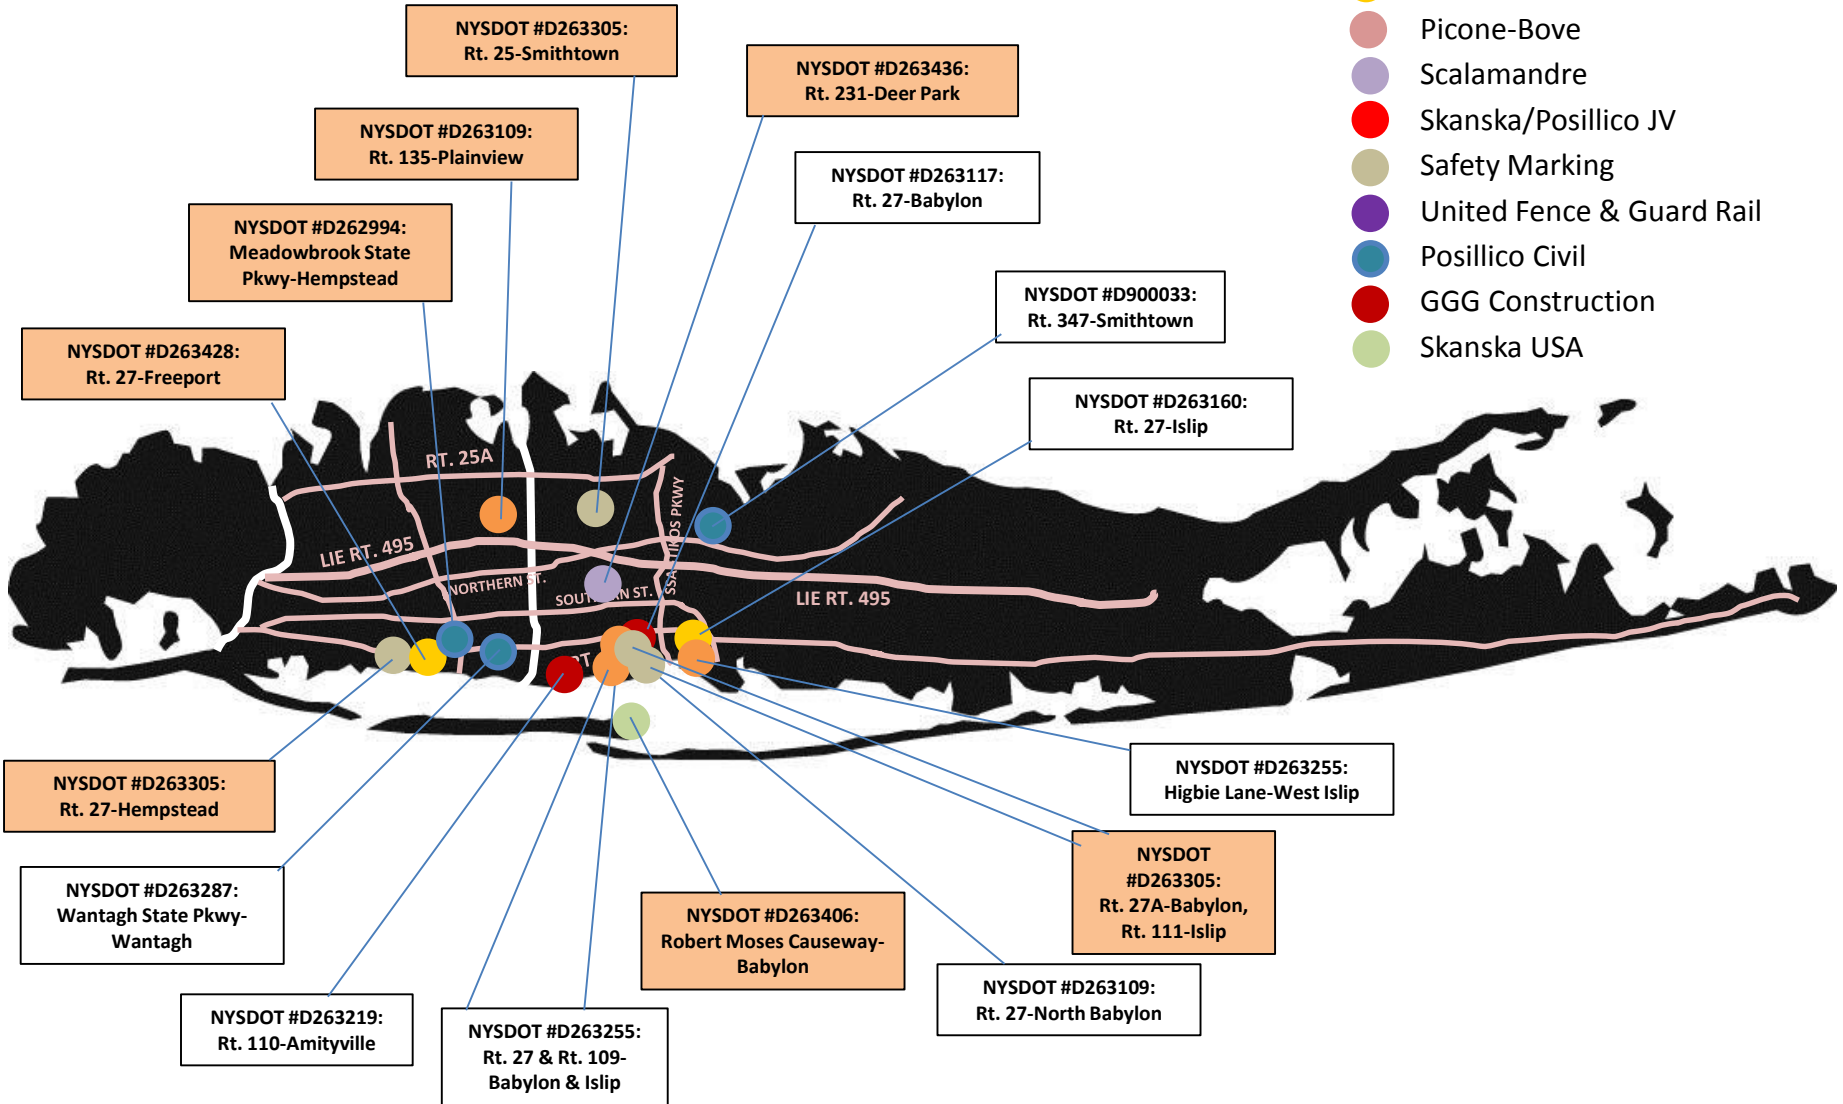 NYSDOT #D263305:
Rt. 25-Smithtown
NYSDOT #D263436:
Rt. 231-Deer Park
NYSDOT #D263109:
Rt. 135-Plainview
NYSDOT #D263117:
Rt. 27-Babylon
NYSDOT #D262994:
Meadowbrook State
Pkwy-Hempstead
NYSDOT #D900033:
Rt. 347-Smithtown
NYSDOT #D263428:
Rt. 27-Freeport
NYSDOT #D263160:
Rt. 27-Islip
Picone-Bove
Scalamandre
Skanska/Posillico JV
Safety Marking
United Fence & Guard Rail
Posillico Civil
GGG Construction
Skanska USA
RT. 25A
LIE RT. 495
NORTHERN ST.
ST.
PKWY
LIE RT. 495
NYSDOT #D263305:
Rt. 27-Hempstead
NYSDOT #D263255:
Higbie Lane-West Islip
NYSDOT #D263287:
Wantagh State Pkwy-
Wantagh
NYSDOT
#D263305:
Rt. 27A-Babylon,
Rt. 111-Islip
NYSDOT #D263406:
Robert Moses Causeway-
Babylon
NYSDOT #D263109:
Rt. 27-North Babylon
NYSDOT #D263219:
Rt. 110-Amityville
NYSDOT #D263255:
Rt. 27 & Rt. 109-
Babylon & Islip